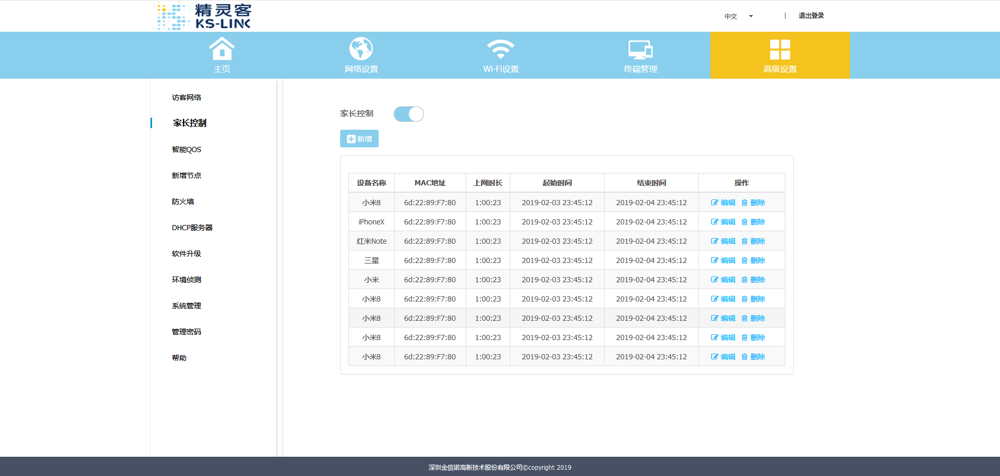 精灵客
KS-LINK
中文 | 退出登录
主页 网络设置 Wi-Fi设置 终端管理 高级设置
访客网络
家长控制
智能QOS
新增节点
防火墙
DHCP服务器
软件升级
环境侦测
系统管理
管理密码
帮助
家长控制
新增
设备名称 MAC地址 上网时长 起始时间 结束时间 操作
小米8 6d:22:89:F7:80 1:00:23 2019-02-03 23:45:12 2019-02-04 23:45:12 编辑 删除
iPhoneX 6d:22:89:F7:80 1:00:23 2019-02-03 23:45:12 2019-02-04 23:45:12 编辑 删除
红米Note 6d:22:89:F7:80 1:00:23 2019-02-03 23:45:12 2019-02-04 23:45:12 编辑 删除
三星 6d:22:89:F7:80 1:00:23 2019-02-03 23:45:12 2019-02-04 23:45:12 编辑 删除
小米 6d:22:89:F7:80 1:00:23 2019-02-03 23:45:12 2019-02-04 23:45:12 编辑 删除
小米8 6d:22:89:F7:80 1:00:23 2019-02-03 23:45:12 2019-02-04 23:45:12 编辑 删除
小米8 6d:22:89:F7:80 1:00:23 2019-02-03 23:45:12 2019-02-04 23:45:12 编辑 删除
小米8 6d:22:89:F7:80 1:00:23 2019-02-03 23:45:12 2019-02-04 23:45:12 编辑 删除
小米8 6d:22:89:F7:80 1:00:23 2019-02-03 23:45:12 2019-02-04 23:45:12 编辑 删除
深圳金信诺高新技术股份有限公司©copyright 2019